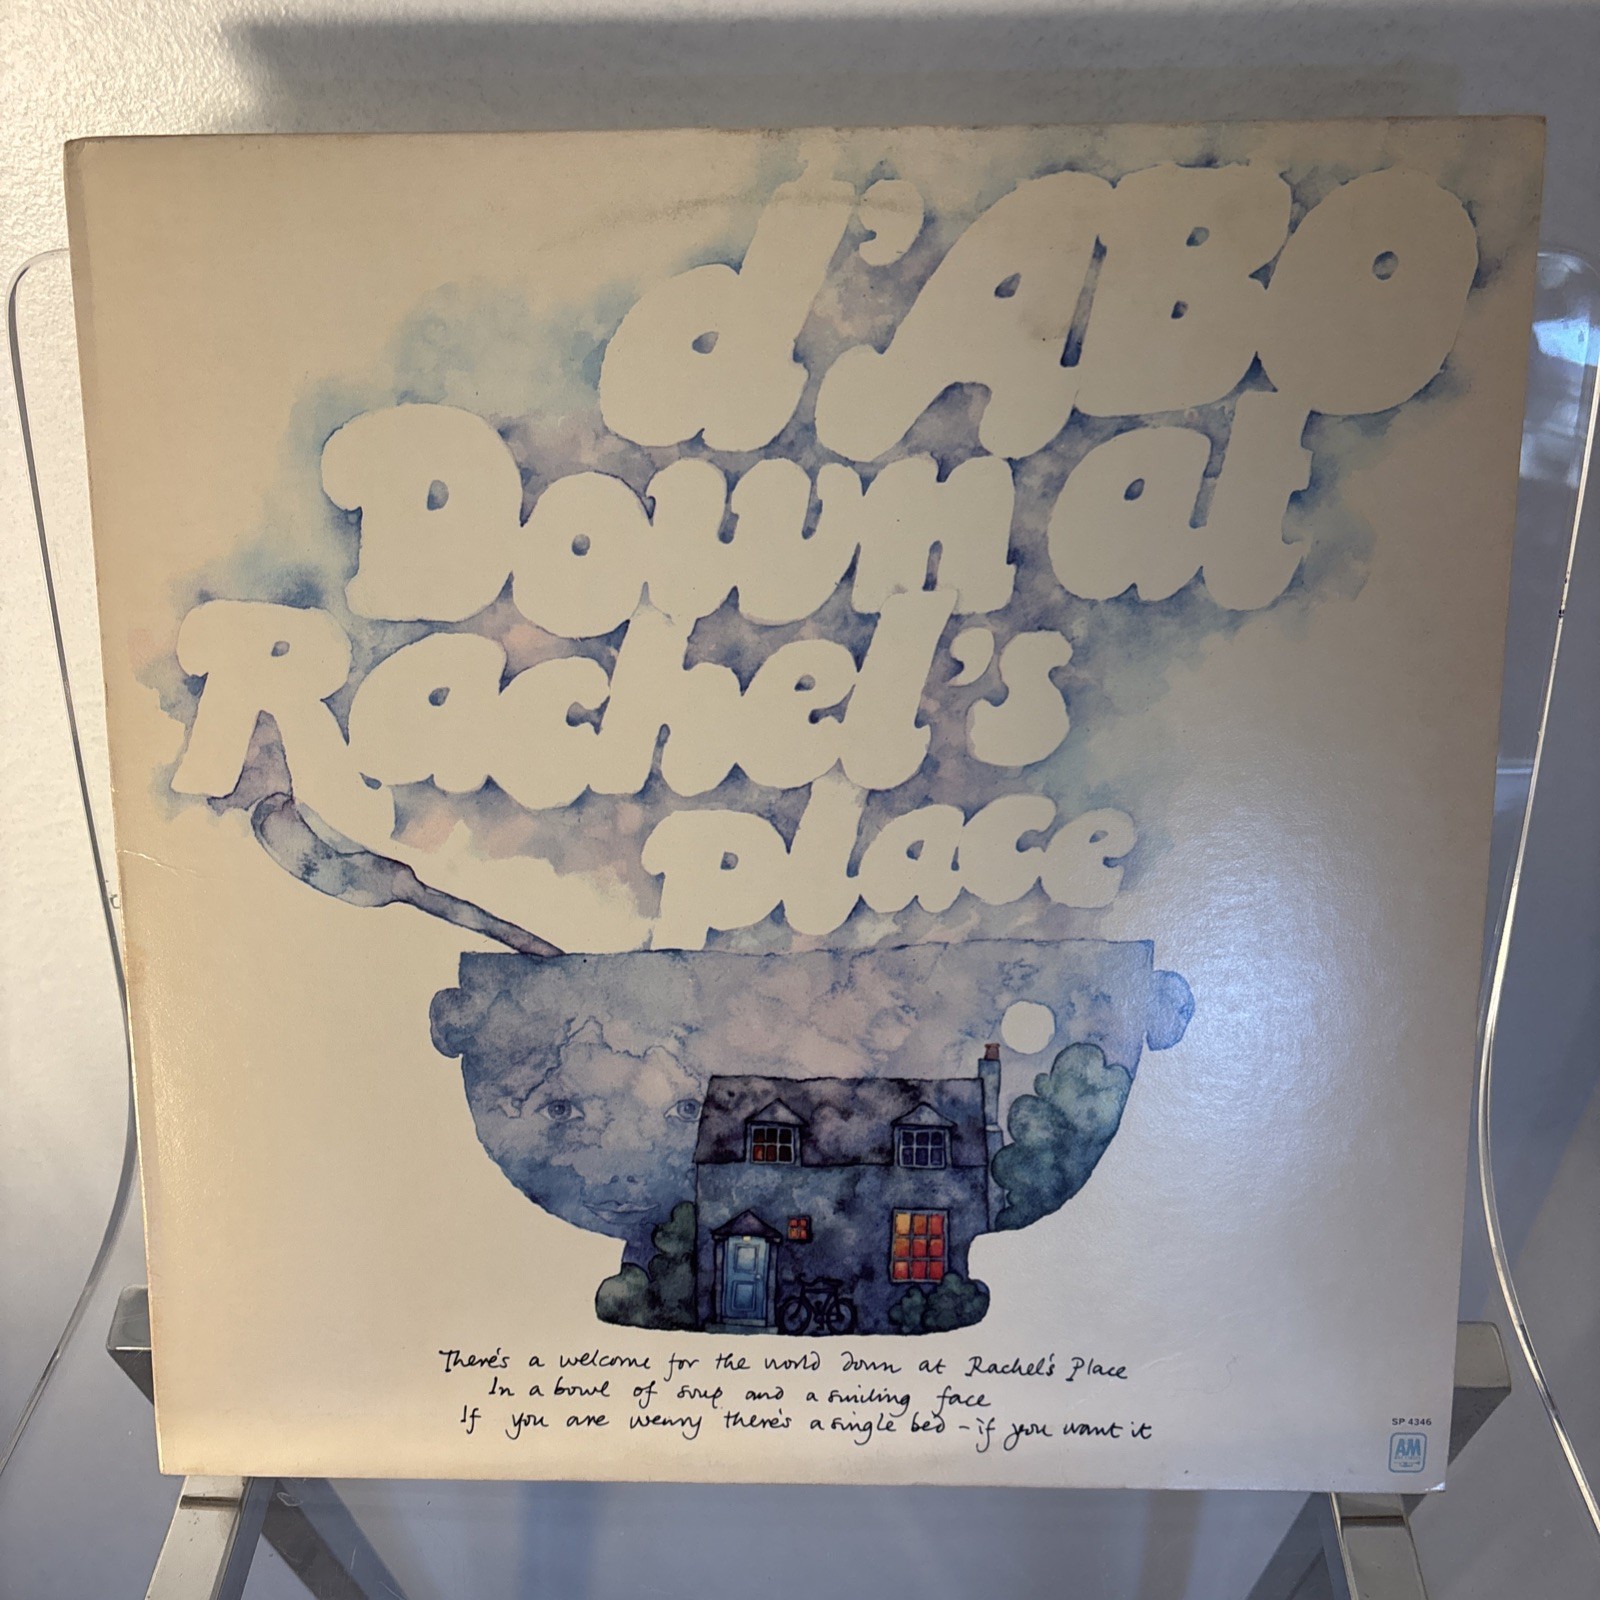 d'ABO
Down at
Rachel's
place
There's a welcome for the world down at Rachel's Place
In a bowl of soup and a smiling face
If you are weary there's a single bed – if you want it
SP 4346
AM